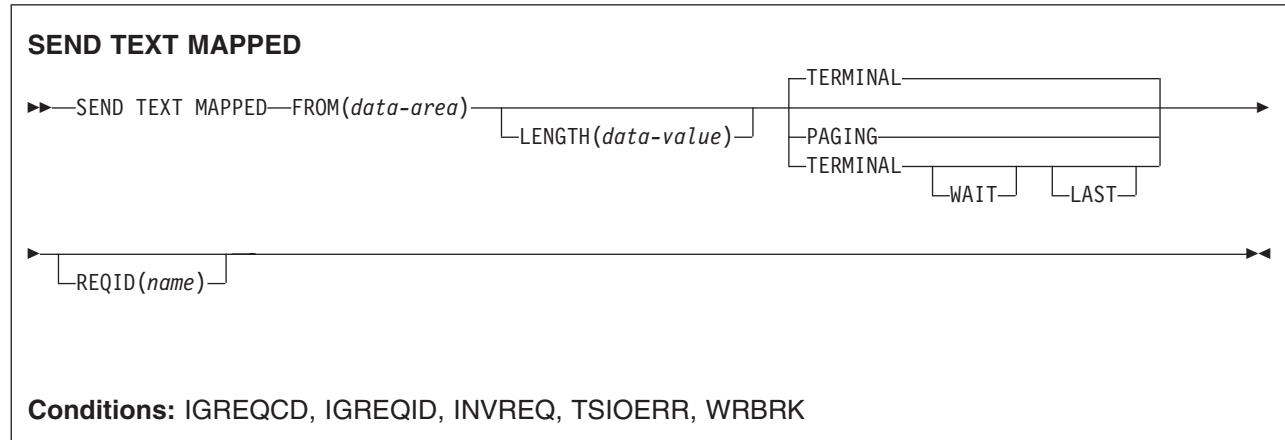 SEND TEXT MAPPED
TERMINAL
SEND TEXT MAPPED FROM(data-area)
LENGTH(data-value)
PAGING
TERMINAL
WAIT LAST
REQID(name)
Conditions: IGREQCD, IGREQID, INVREQ, TSIOERR, WRBRK